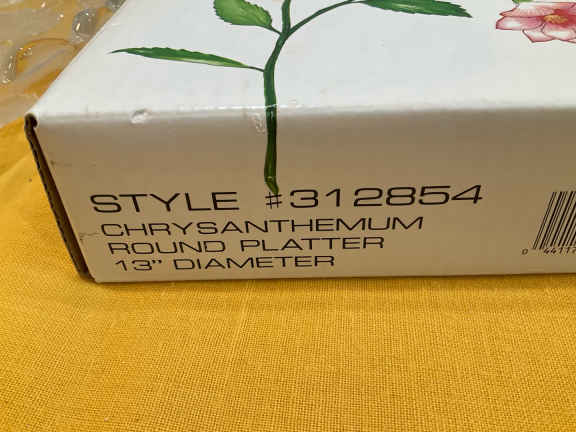 STYLE #312854
CHRYSANTHEMUM
ROUND PLATTER
13" DIAMETER